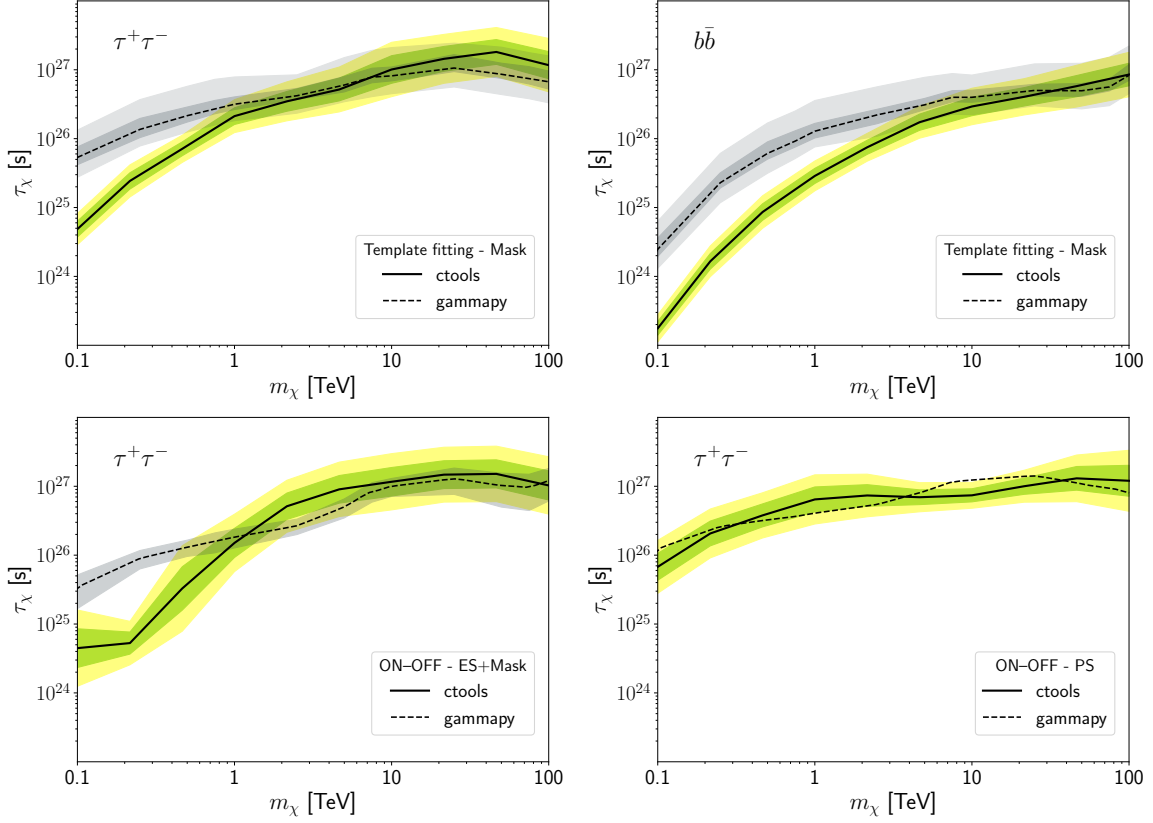 τ⁺τ⁻
10²⁷
10²⁶
10²⁵
10²⁴
τχ [s]
Template fitting - Mask
ctools
gammapy
0.1 1 10 100
mχ [TeV]
bb̄
10²⁷
10²⁶
10²⁵
10²⁴
τχ [s]
Template fitting - Mask
ctools
gammapy
0.1 1 10 100
mχ [TeV]
τ⁺τ⁻
10²⁷
10²⁶
10²⁵
10²⁴
τχ [s]
ON–OFF - ES+Mask
ctools
gammapy
0.1 1 10 100
mχ [TeV]
τ⁺τ⁻
10²⁷
10²⁶
10²⁵
10²⁴
τχ [s]
ON–OFF - PS
ctools
gammapy
0.1 1 10 100
mχ [TeV]